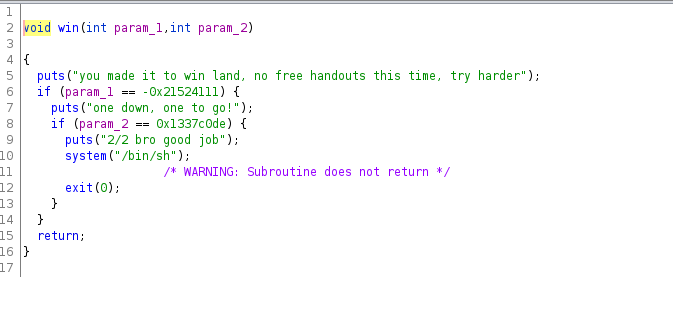 1
2 void win(int param_1,int param_2)
3
4 {
5 puts("you made it to win land, no free handouts this time, try harder");
6 if (param_1 == -0x21524111) {
7 puts("one down, one to go!");
8 if (param_2 == 0x1337c0de) {
9 puts("2/2 bro good job");
10 system("/bin/sh");
11 /* WARNING: Subroutine does not return */
12 exit(0);
13 }
14 }
15 return;
16 }
17